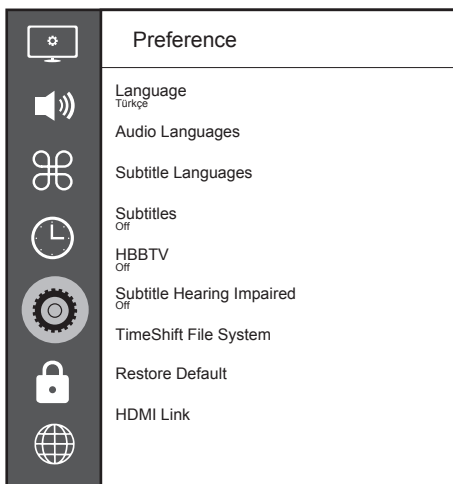 Preference
Language
Türkçe
Audio Languages
Subtitle Languages
Subtitles
Off
HBBTV
Off
Subtitle Hearing Impaired
Off
TimeShift File System
Restore Default
HDMI Link